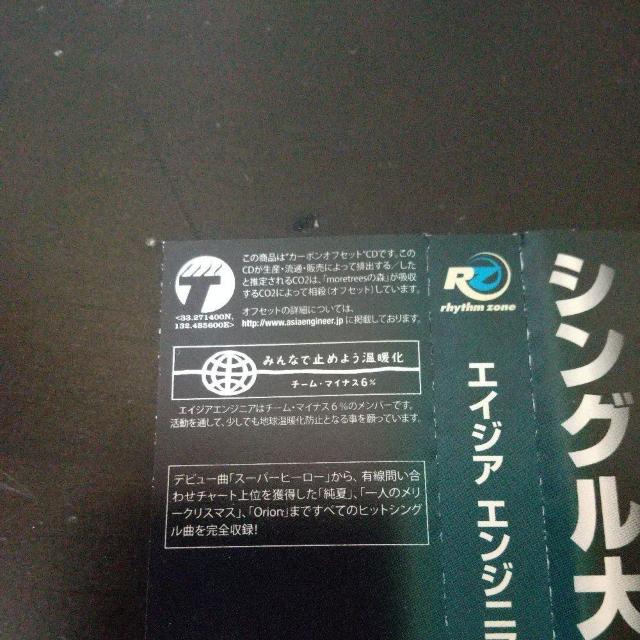 この商品は"カーボンオフセット"CDです。この
CDが生産・流通・販売によって排出する／した
と推定されるCO2は、「moretreesの森」が吸収
するCO2によって相殺(オフセット)しています。
オフセットの詳細については、
http://www.asiaengineer.jp に掲載しております。
T
<33.271400N,
132.485600E>
みんなで止めよう温暖化
チーム・マイナス6%
エイジアエンジニアはチーム・マイナス6%のメンバーです。
活動を通して、少しでも地球温暖化防止となる事を願っています。
デビュー曲「スーパーヒーロー」から、有線問い合
わせチャート上位を獲得した「純夏」、「一人のメリ
ークリスマス」、「Orion」まですべてのヒットシング
ル曲を完全収録!
RZ
rhythm zone
エイジア エンジニ
シングル大